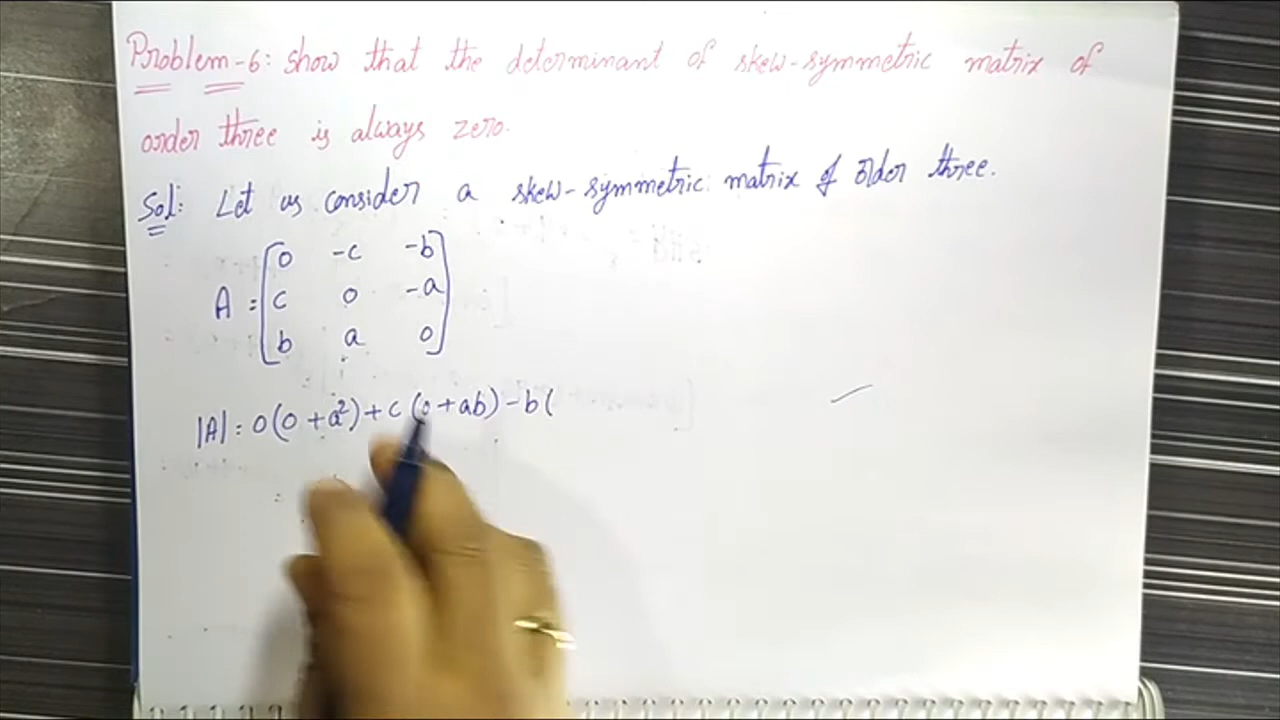 Problem-6: Show that the determinant of skew-symmetric matrix of
order three is always zero.
Sol: Let us consider a skew-symmetric matrix of order three.
A = [0 -c -b
c 0 -a
b a 0]
|A| = 0(0+a²)+c(0+ab)-b(